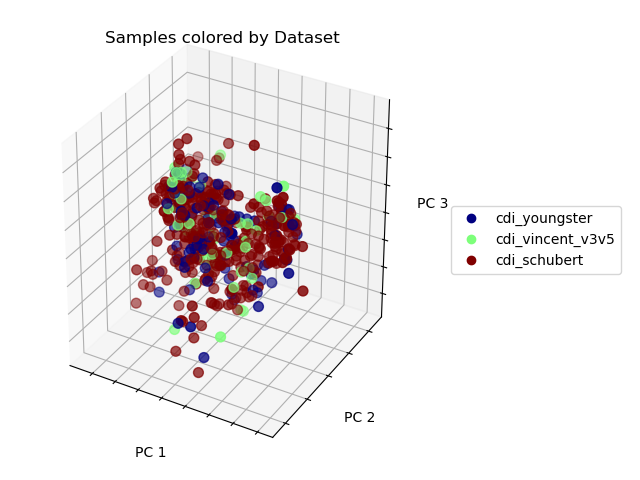 Samples colored by Dataset
PC 3
cdi_youngster
cdi_vincent_v3v5
cdi_schubert
PC 2
PC 1